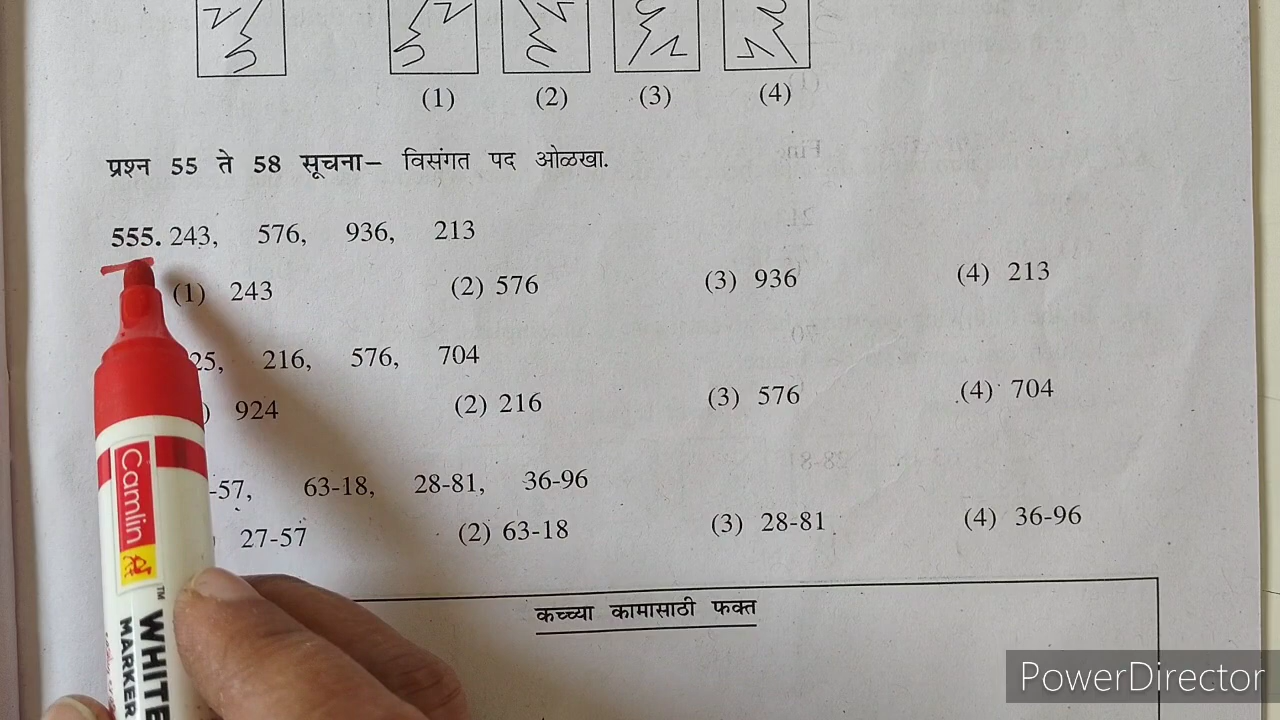 (1) (2) (3) (4)
प्रश्न 55 ते 58 सूचना– विसंगत पद ओळखा.
555. 243, 576, 936, 213
(1) 243 (2) 576 (3) 936 (4) 213
25, 216, 576, 704
) 924 (2) 216 (3) 576 (4) 704
-57, 63-18, 28-81, 36-96
) 27-57 (2) 63-18 (3) 28-81 (4) 36-96
कच्च्या कामासाठी फक्त
Camlin
WHITE
MARKER
PowerDirector